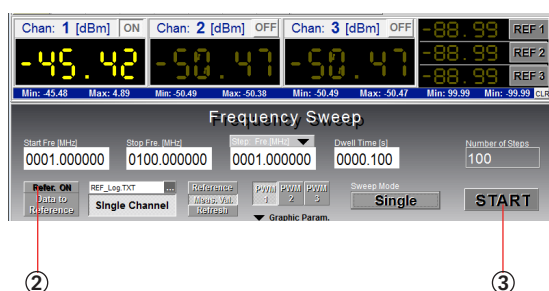 Chan: 1 [dBm] ON Chan: 2 [dBm] OFF Chan: 3 [dBm] OFF -88.99 REF 1
-45.42 -50.47 -50.47 -88.99 REF 2
-88.99 REF 3
Min: -45.48 Max: 4.89 Min: -50.49 Max: -50.38 Min: -50.49 Max: -50.47 Min: 99.99 Min: -99.99 CLR
Frequency Sweep
Start Fre [MHz] Stop Fre. [MHz] Step Fre.[MHz] Dwell Time [s] Number of Steps
0001.000000 0100.000000 0001.000000 0000.100 100
Refer. ON REF_Log.TXT ... Reference PWM PWM PWM Sweep Mode
Data to Reference Single Channel Meas. Val. 1 2 3 Single START
Refresh
Graphic Param.
2 3